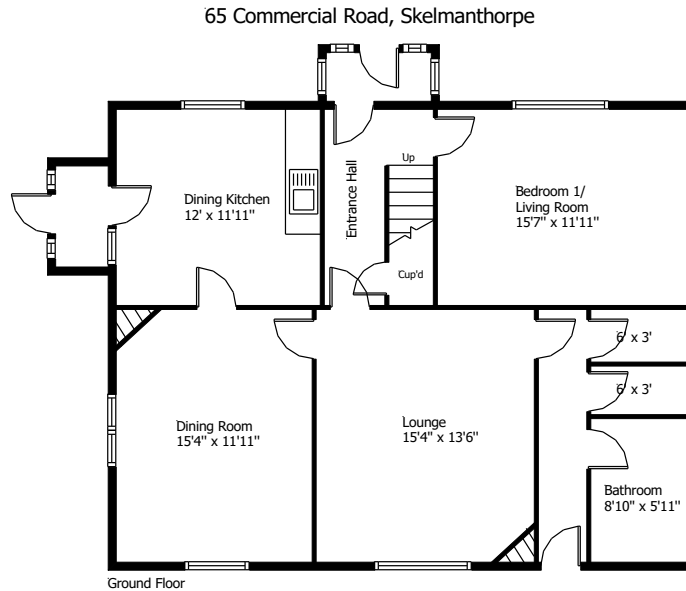 65 Commercial Road, Skelmanthorpe
Up
Dining Kitchen
12' x 11'11"
Entrance Hall
Bedroom 1/
Living Room
15'7" x 11'11"
Cup'd
6' x 3'
6' x 3'
Dining Room
15'4" x 11'11"
Lounge
15'4" x 13'6"
Bathroom
8'10" x 5'11"
Ground Floor